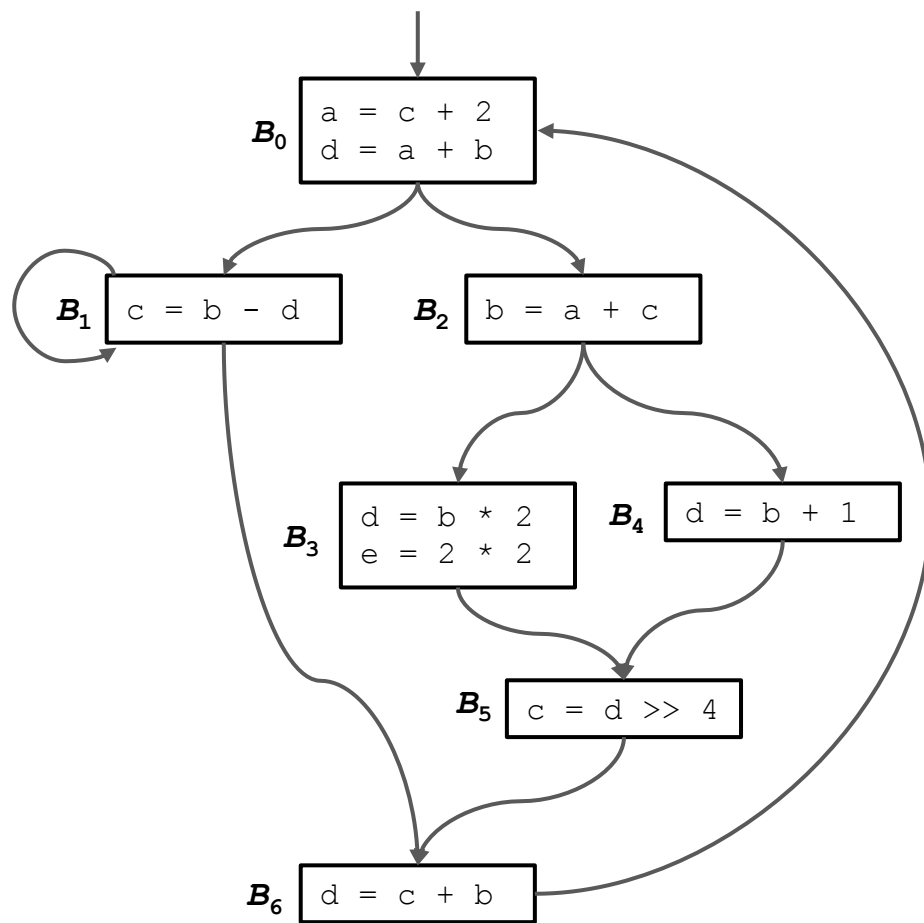 B0
a = c + 2
d = a + b
B1
c = b - d
B2
b = a + c
B3
d = b * 2
e = 2 * 2
B4
d = b + 1
B5
c = d >> 4
B6
d = c + b